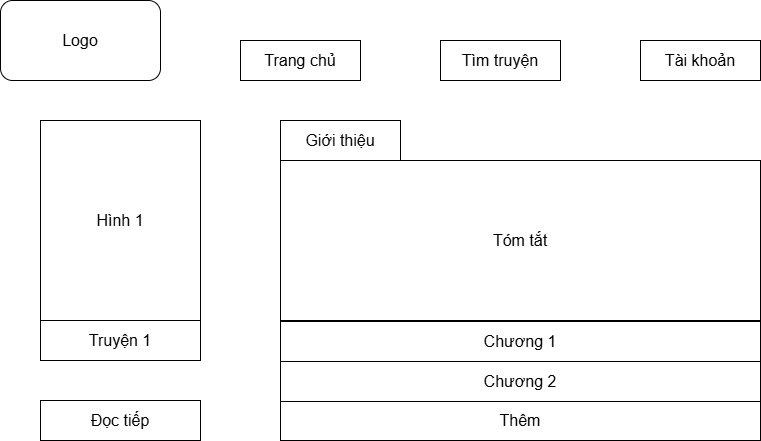 Logo
Trang chủ
Tìm truyện
Tài khoản
Giới thiệu
Hình 1
Tóm tắt
Truyện 1
Chương 1
Chương 2
Đọc tiếp
Thêm